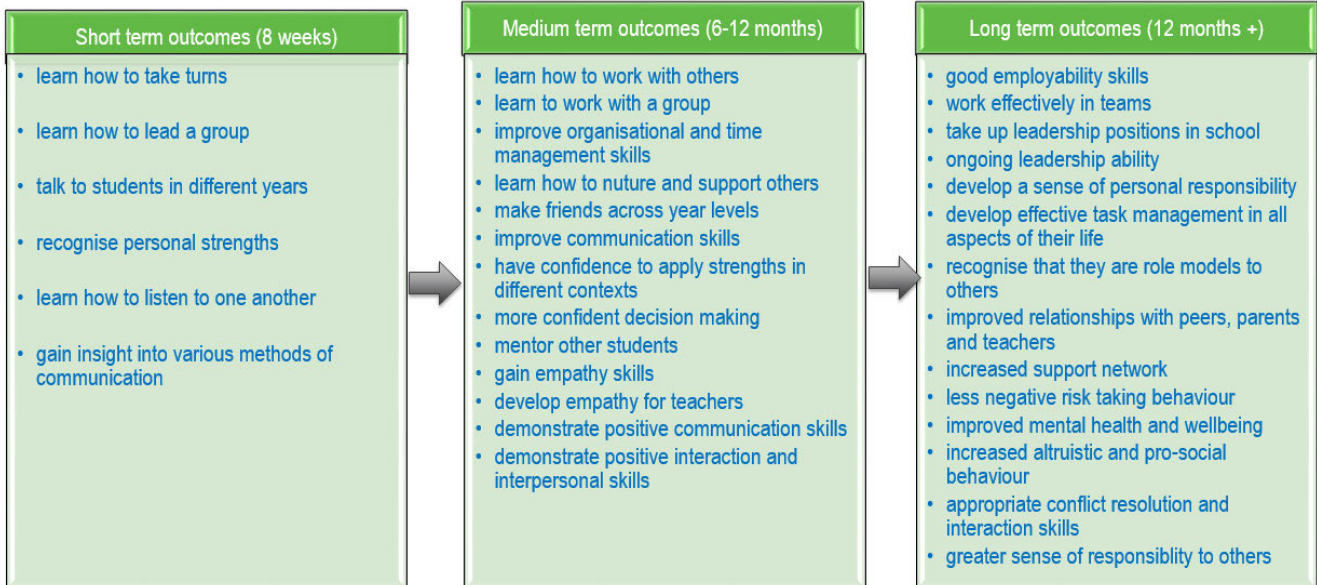 Short term outcomes (8 weeks)
• learn how to take turns
• learn how to lead a group
• talk to students in different years
• recognise personal strengths
• learn how to listen to one another
• gain insight into various methods of
communication
Medium term outcomes (6-12 months)
• learn how to work with others
• learn to work with a group
• improve organisational and time
management skills
• learn how to nuture and support others
• make friends across year levels
• improve communication skills
• have confidence to apply strengths in
different contexts
• more confident decision making
• mentor other students
• gain empathy skills
• develop empathy for teachers
• demonstrate positive communication skills
• demonstrate positive interaction and
interpersonal skills
Long term outcomes (12 months +)
• good employability skills
• work effectively in teams
• take up leadership positions in school
• ongoing leadership ability
• develop a sense of personal responsibility
• develop effective task management in all
aspects of their life
• recognise that they are role models to
others
• improved relationships with peers, parents
and teachers
• increased support network
• less negative risk taking behaviour
• improved mental health and wellbeing
• increased altruistic and pro-social
behaviour
• appropriate conflict resolution and
interaction skills
• greater sense of responsiblity to others